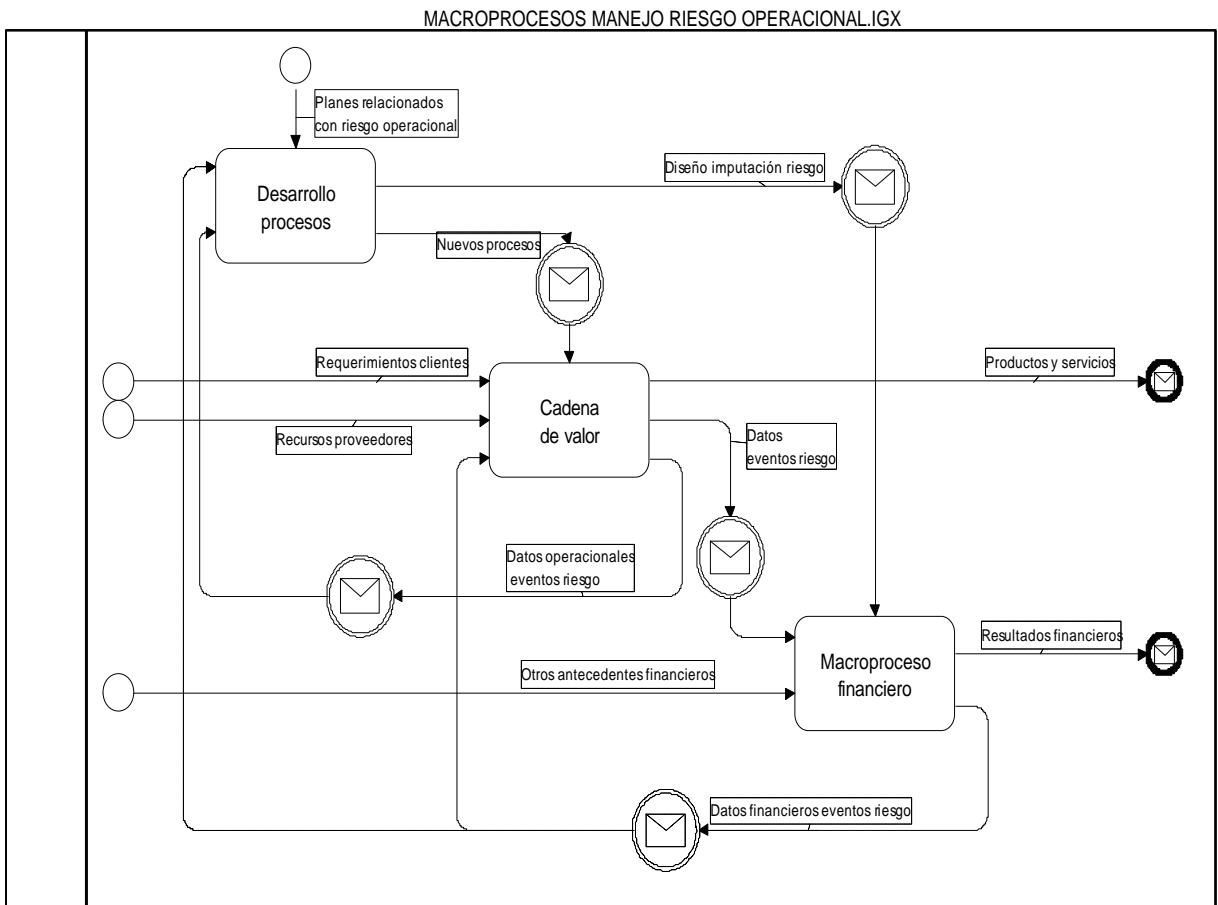 MACROPROCESOS MANEJO RIESGO OPERACIONAL.IGX
Planes relacionados
con riesgo operacional
Desarrollo
procesos
Diseño imputación riesgo
Nuevos procesos
Requerimientos clientes
Productos y servicios
Cadena
de valor
Recursos proveedores
Datos
eventos riesgo
Datos operacionales
eventos riesgo
Macroproceso
financiero
Resultados financieros
Otros antecedentes financieros
Datos financieros eventos riesgo